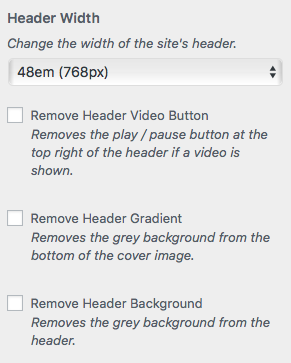 Header Width
Change the width of the site's header.
48em (768px)
Remove Header Video Button
Removes the play / pause button at the
top right of the header if a video is
shown.
Remove Header Gradient
Removes the grey background from the
bottom of the cover image.
Remove Header Background
Removes the grey background from the
header.